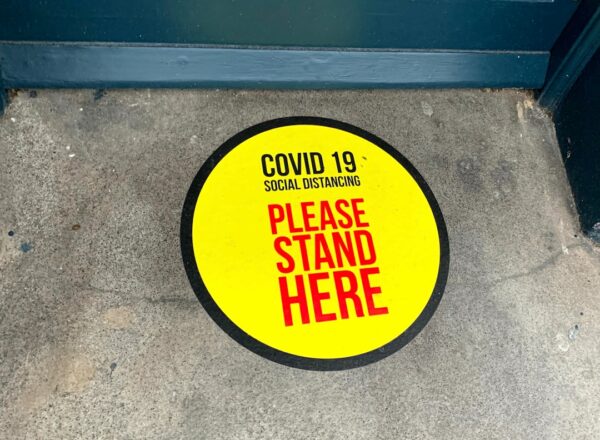 COVID 19
SOCIAL DISTANCING
PLEASE
STAND
HERE